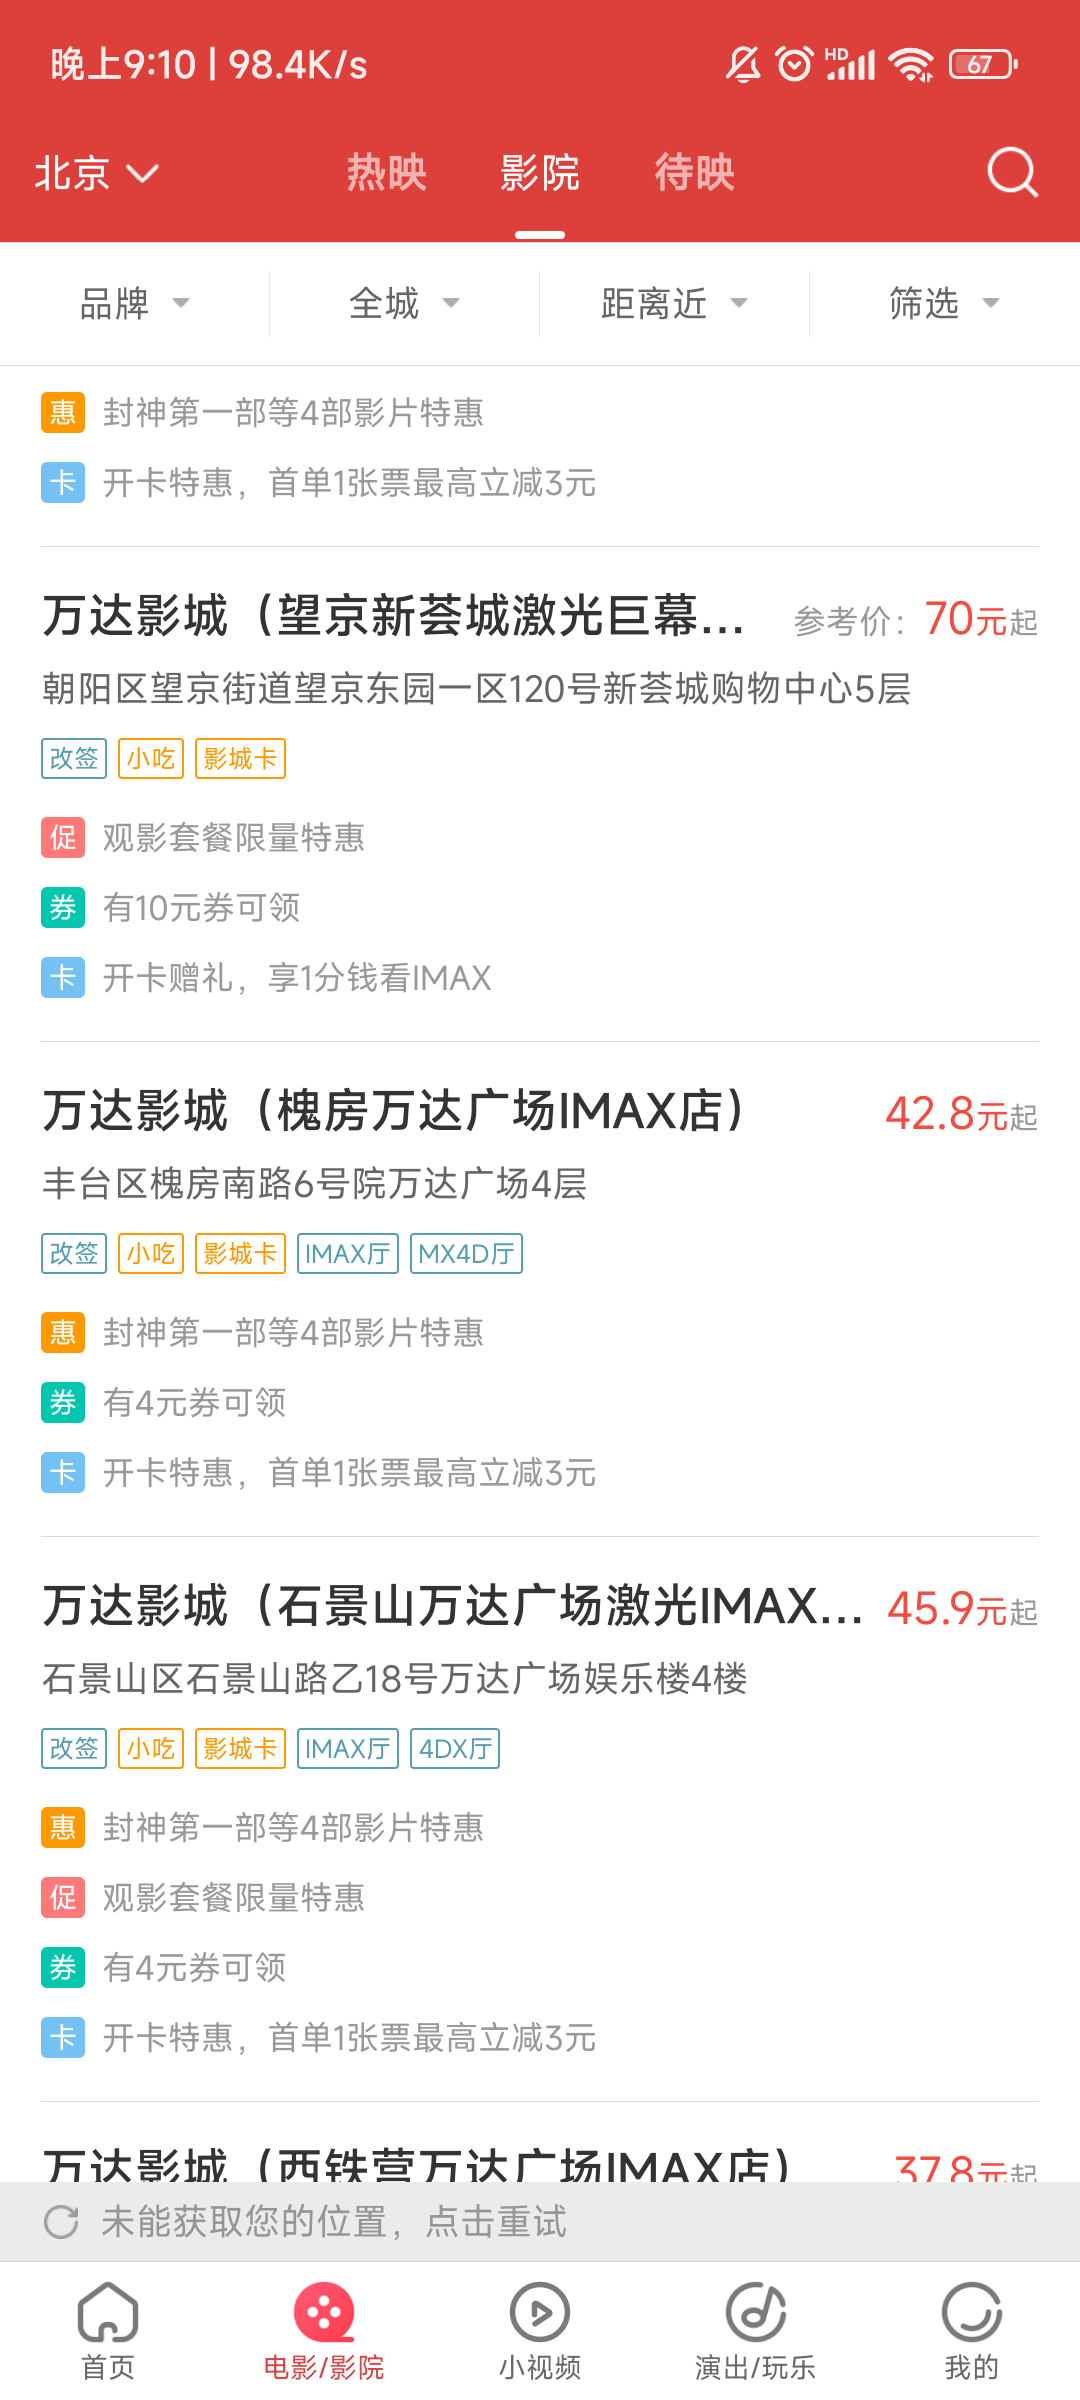 晚上9:10 | 98.4K/s
HD
67
北京
热映 影院 待映
品牌 全城 距离近 筛选
惠 封神第一部等4部影片特惠
卡 开卡特惠，首单1张票最高立减3元
万达影城（望京新荟城激光巨幕... 参考价：70元起
朝阳区望京街道望京东园一区120号新荟城购物中心5层
改签 小吃 影城卡
促 观影套餐限量特惠
券 有10元券可领
卡 开卡赠礼，享1分钱看IMAX
万达影城（槐房万达广场IMAX店） 42.8元起
丰台区槐房南路6号院万达广场4层
改签 小吃 影城卡 IMAX厅 MX4D厅
惠 封神第一部等4部影片特惠
券 有4元券可领
卡 开卡特惠，首单1张票最高立减3元
万达影城（石景山万达广场激光IMAX... 45.9元起
石景山区石景山路乙18号万达广场娱乐楼4楼
改签 小吃 影城卡 IMAX厅 4DX厅
惠 封神第一部等4部影片特惠
促 观影套餐限量特惠
券 有4元券可领
卡 开卡特惠，首单1张票最高立减3元
万达影城（西铁营万达广场IMAX店） 37.8元起
未能获取您的位置，点击重试
首页 电影/影院 小视频 演出/玩乐 我的